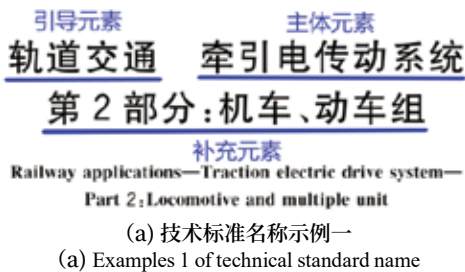 引导元素 主体元素
轨道交通 牵引电传动系统
第 2 部分:机车、动车组
补充元素
Railway applications—Traction electric drive system—
Part 2:Locomotive and multiple unit
(a) 技术标准名称示例一
(a) Examples 1 of technical standard name